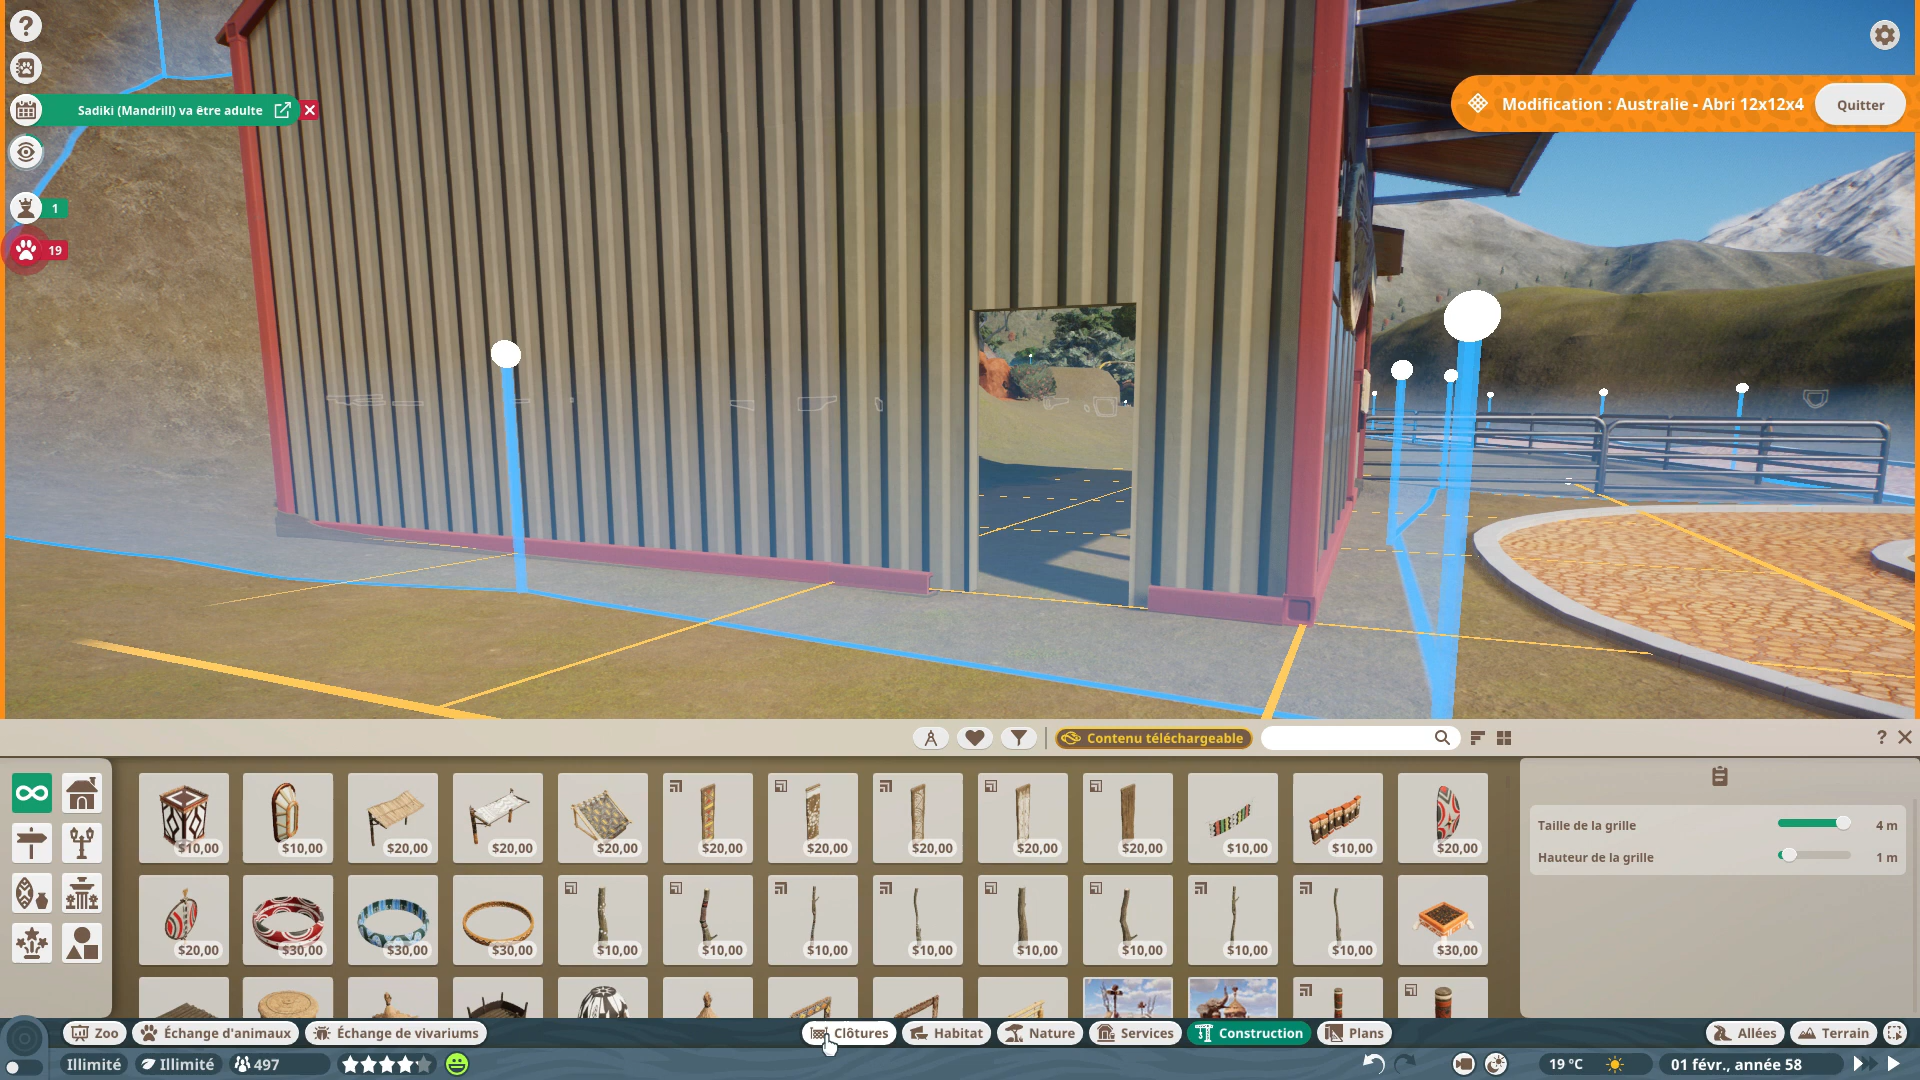 ?
Sadiki (Mandrill) va être adulte
1
19
Modification : Australie - Abri 12x12x4
Quitter
Contenu téléchargeable
?
$10,00 $10,00 $20,00 $20,00 $20,00 $20,00 $20,00 $20,00 $20,00 $20,00 $10,00 $10,00 $20,00
$20,00 $30,00 $30,00 $30,00 $10,00 $10,00 $10,00 $10,00 $10,00 $10,00 $10,00 $10,00 $30,00
Taille de la grille 4 m
Hauteur de la grille 1 m
Zoo Échange d'animaux Échange de vivariums Clôtures Habitat Nature Services Construction Plans Allées Terrain
Illimité Illimité 497 19 °C 01 févr., année 58